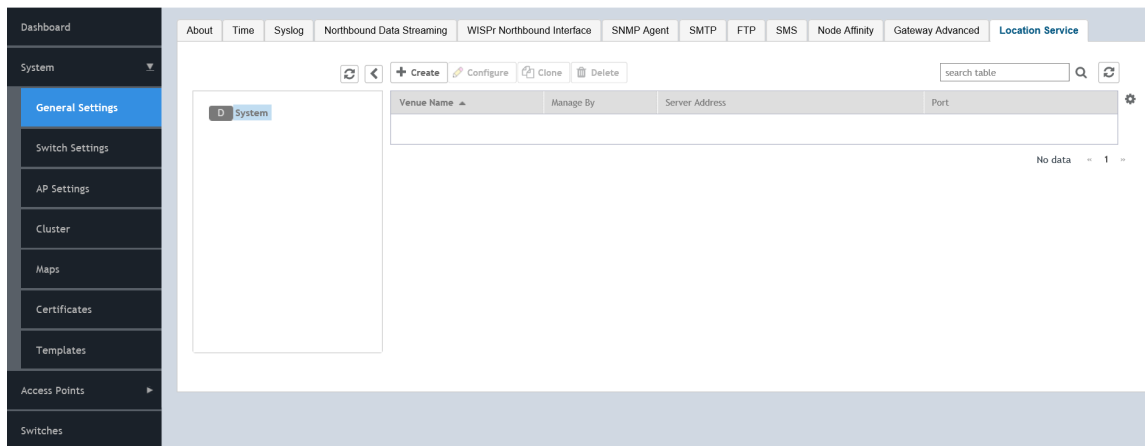 Dashboard
About Time Syslog Northbound Data Streaming WISPr Northbound Interface SNMP Agent SMTP FTP SMS Node Affinity Gateway Advanced Location Service
System
Create Configure Clone Delete search table
General Settings
Venue Name Manage By Server Address Port
D System
Switch Settings
No data « 1 »
AP Settings
Cluster
Maps
Certificates
Templates
Access Points
Switches